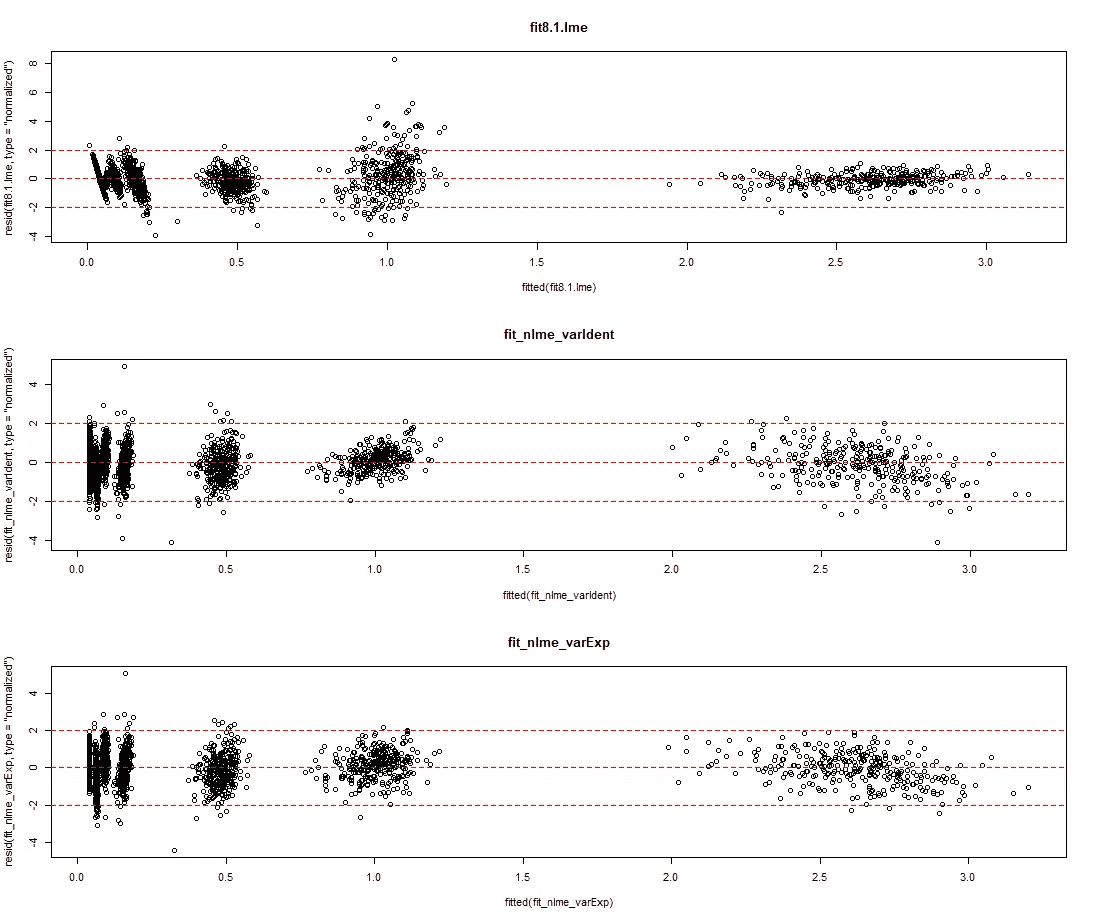 fit8.1.lme
resid(fit8.1.lme, type = "normalized")
8
6
4
2
0
-2
-4
0.0 0.5 1.0 1.5 2.0 2.5 3.0
fitted(fit8.1.lme)
fit_nlme_varIdent
resid(fit_nlme_varIdent, type = "normalized")
4
2
0
-2
-4
0.0 0.5 1.0 1.5 2.0 2.5 3.0
fitted(fit_nlme_varIdent)
fit_nlme_varExp
resid(fit_nlme_varExp, type = "normalized")
4
2
0
-2
-4
0.0 0.5 1.0 1.5 2.0 2.5 3.0
fitted(fit_nlme_varExp)